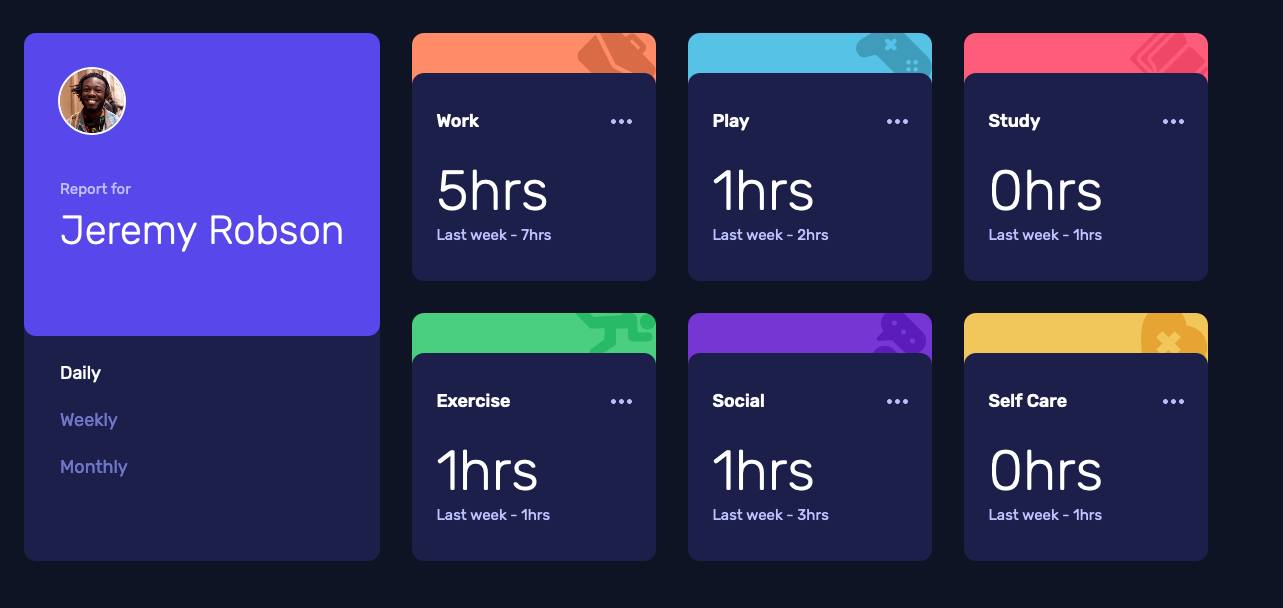 Report for
Jeremy Robson
Daily
Weekly
Monthly
Work
5hrs
Last week - 7hrs
Play
1hrs
Last week - 2hrs
Study
0hrs
Last week - 1hrs
Exercise
1hrs
Last week - 1hrs
Social
1hrs
Last week - 3hrs
Self Care
0hrs
Last week - 1hrs